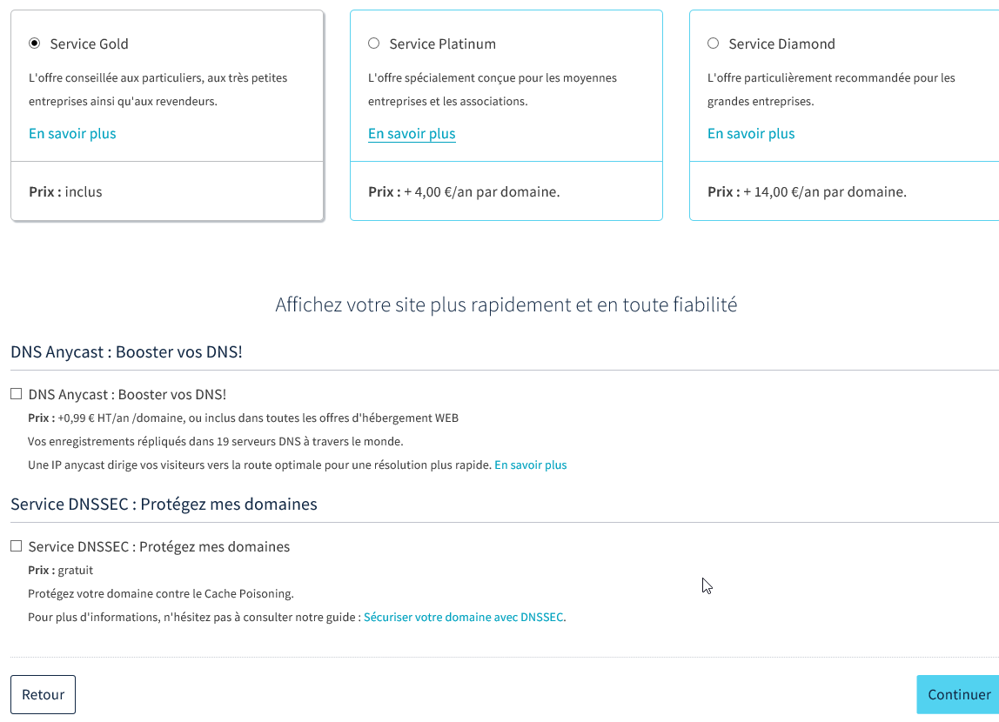 Service Gold
L'offre conseillée aux particuliers, aux très petites
entreprises ainsi qu'aux revendeurs.
En savoir plus
Prix : inclus
Service Platinum
L'offre spécialement conçue pour les moyennes
entreprises et les associations.
En savoir plus
Prix : + 4,00 €/an par domaine.
Service Diamond
L'offre particulièrement recommandée pour les
grandes entreprises.
En savoir plus
Prix : + 14,00 €/an par domaine.
Affichez votre site plus rapidement et en toute fiabilité
DNS Anycast : Booster vos DNS!
DNS Anycast : Booster vos DNS!
Prix : +0,99 € HT/an /domaine, ou inclus dans toutes les offres d'hébergement WEB
Vos enregistrements répliqués dans 19 serveurs DNS à travers le monde.
Une IP anycast dirige vos visiteurs vers la route optimale pour une résolution plus rapide. En savoir plus
Service DNSSEC : Protégez mes domaines
Service DNSSEC : Protégez mes domaines
Prix : gratuit
Protégez votre domaine contre le Cache Poisoning.
Pour plus d'informations, n'hésitez pas à consulter notre guide : Sécuriser votre domaine avec DNSSEC.
Retour
Continuer